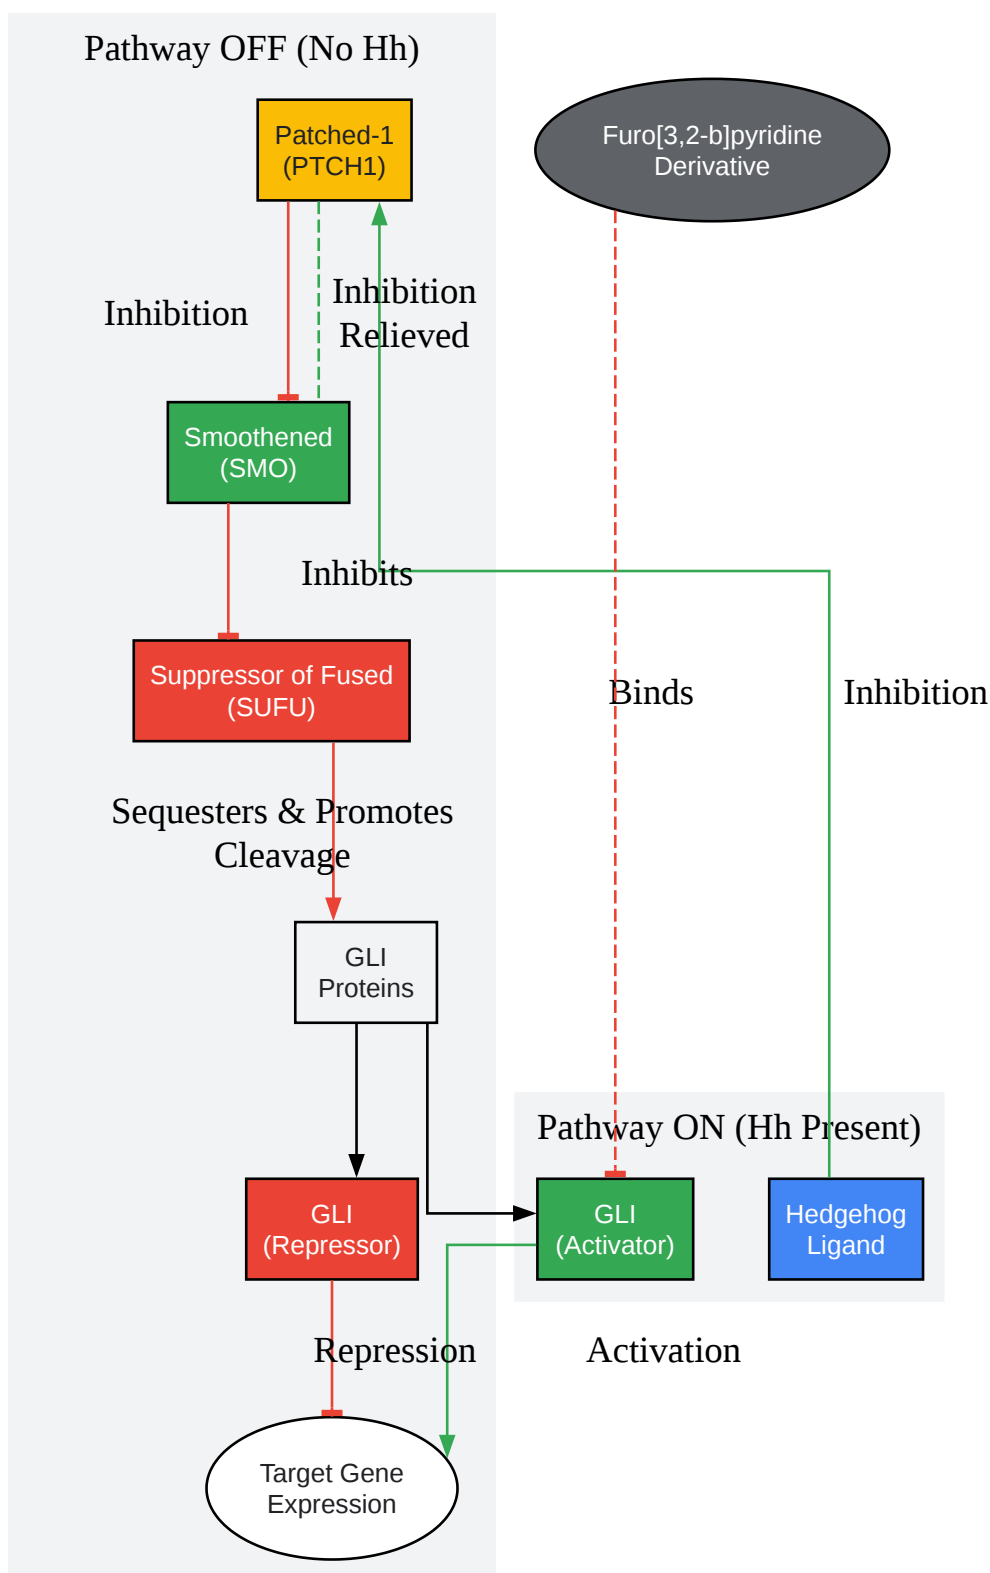 Pathway OFF (No Hh)
Patched-1
(PTCH1)
Furo[3,2-b]pyridine
Derivative
Inhibition
Inhibition
Relieved
Smoothened
(SMO)
Inhibits
Suppressor of Fused
(SUFU)
Binds
Inhibition
Sequesters & Promotes
Cleavage
GLI
Proteins
Pathway ON (Hh Present)
GLI
(Repressor)
GLI
(Activator)
Hedgehog
Ligand
Repression
Activation
Target Gene
Expression